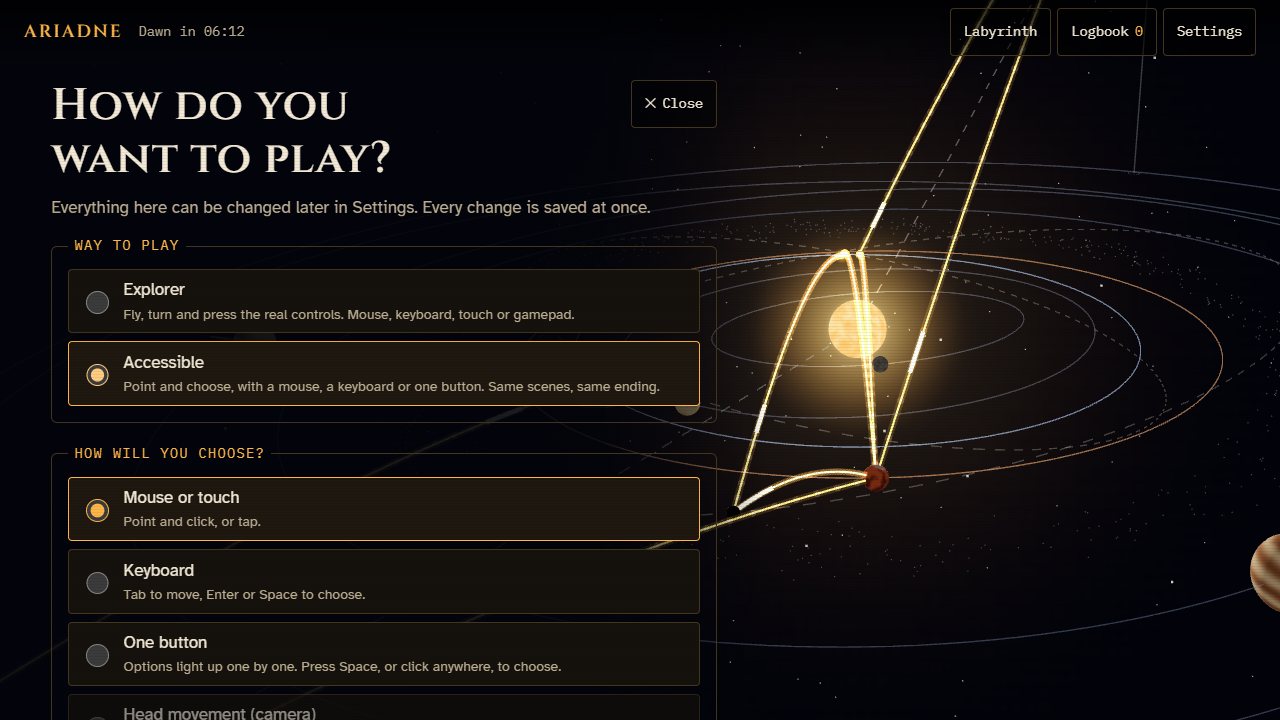 ARIADNE Dawn in 06:12 Labyrinth Logbook 0 Settings
How do you
want to play?
Close
Everything here can be changed later in Settings. Every change is saved at once.
WAY TO PLAY
Explorer
Fly, turn and press the real controls. Mouse, keyboard, touch or gamepad.
Accessible
Point and choose, with a mouse, a keyboard or one button. Same scenes, same ending.
HOW WILL YOU CHOOSE?
Mouse or touch
Point and click, or tap.
Keyboard
Tab to move, Enter or Space to choose.
One button
Options light up one by one. Press Space, or click anywhere, to choose.
Head movement (camera)